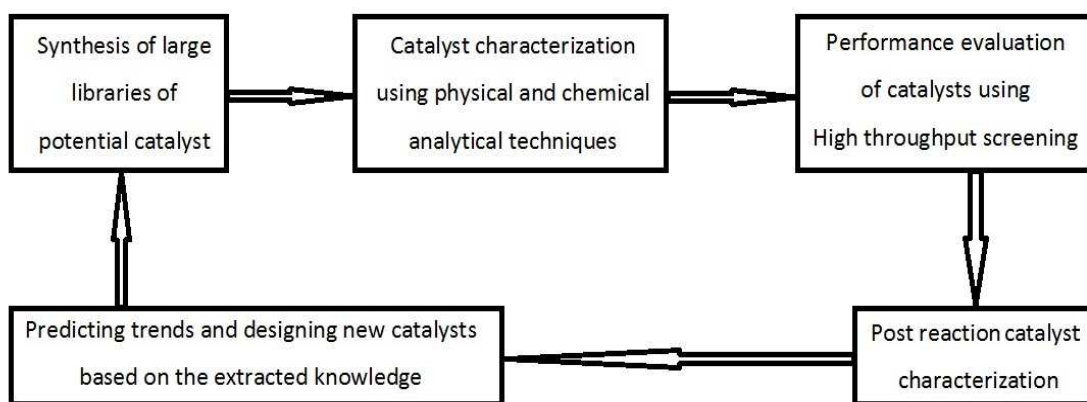 Synthesis of large
libraries of
potential catalyst
Catalyst characterization
using physical and chemical
analytical techniques
Performance evaluation
of catalysts using
High throughput screening
Post reaction catalyst
characterization
Predicting trends and designing new catalysts
based on the extracted knowledge